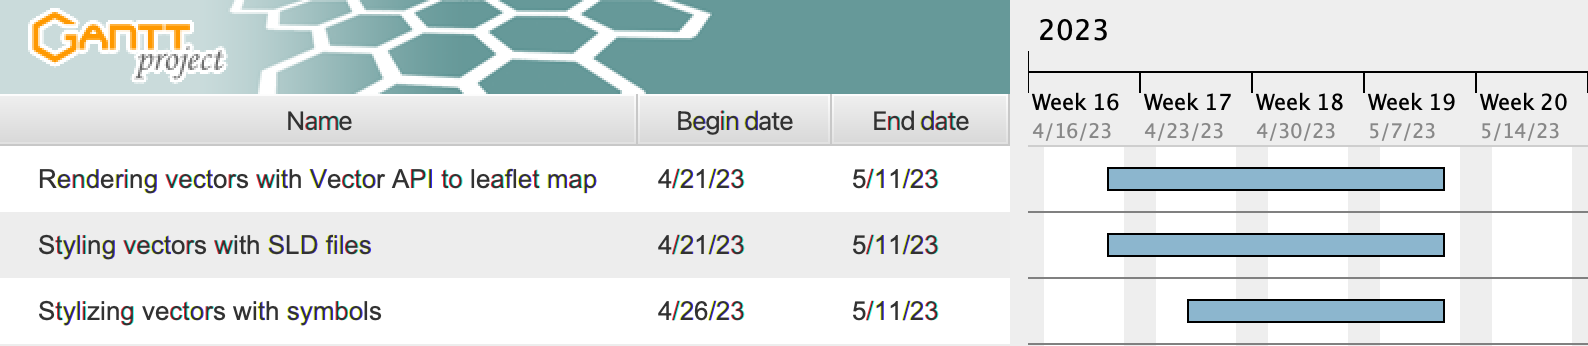 GANTT
project
2023
Week 16 Week 17 Week 18 Week 19 Week 20
4/16/23 4/23/23 4/30/23 5/7/23 5/14/23
Name Begin date End date
Rendering vectors with Vector API to leaflet map 4/21/23 5/11/23
Styling vectors with SLD files 4/21/23 5/11/23
Stylizing vectors with symbols 4/26/23 5/11/23